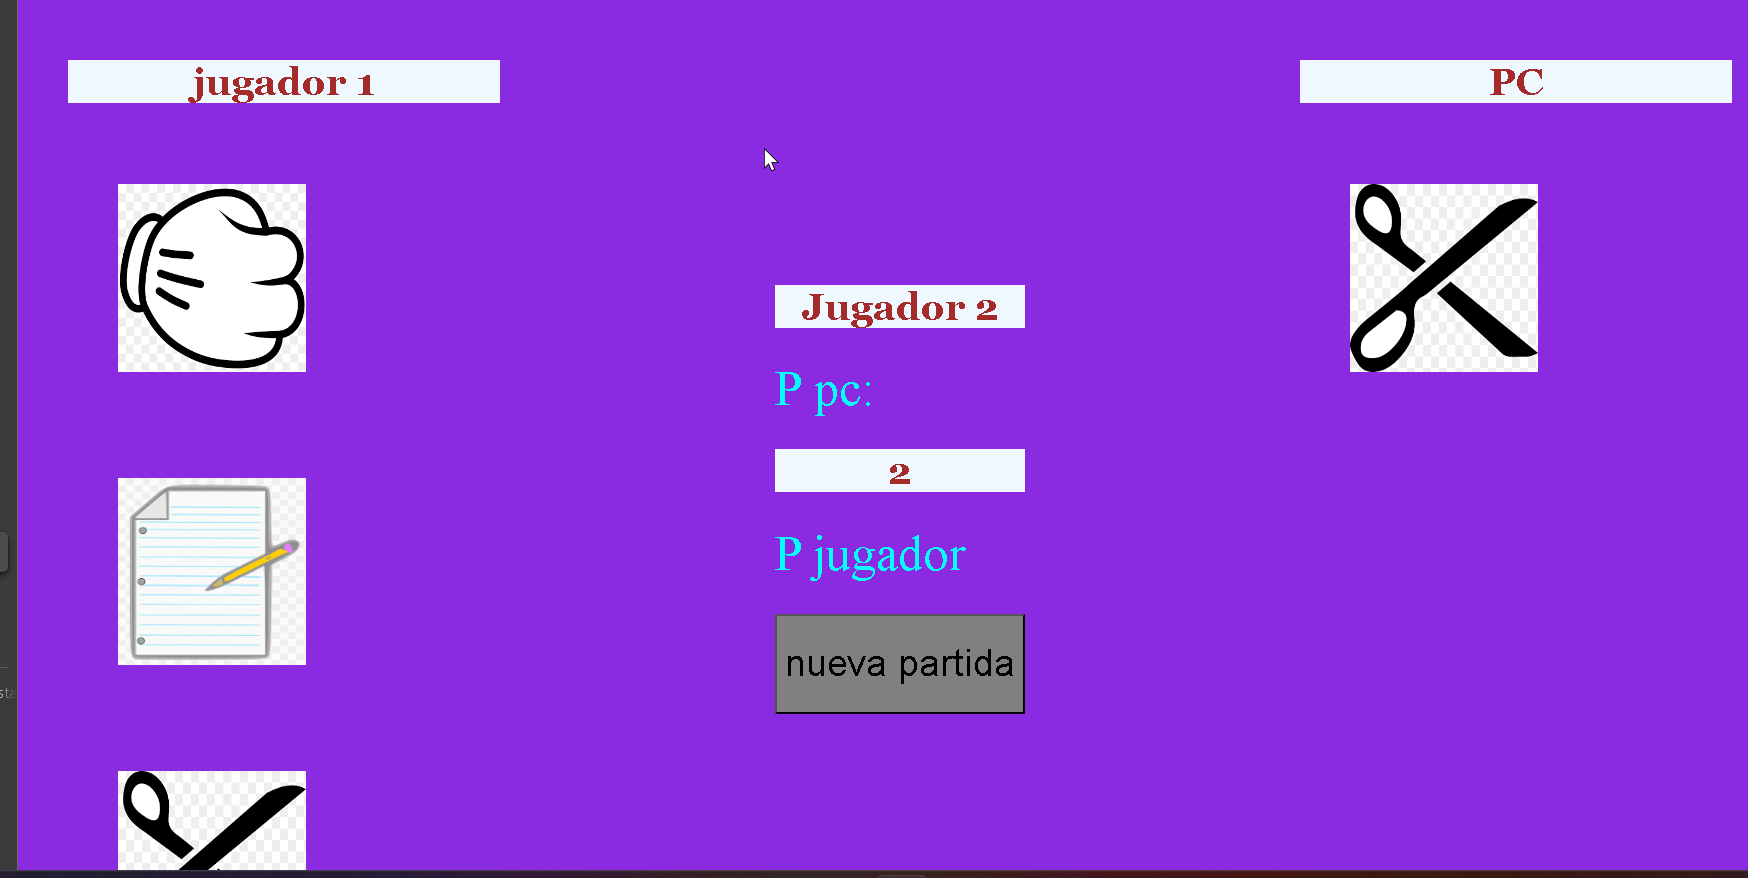 jugador 1
PC
Jugador 2
P pc:
2
P jugador
nueva partida